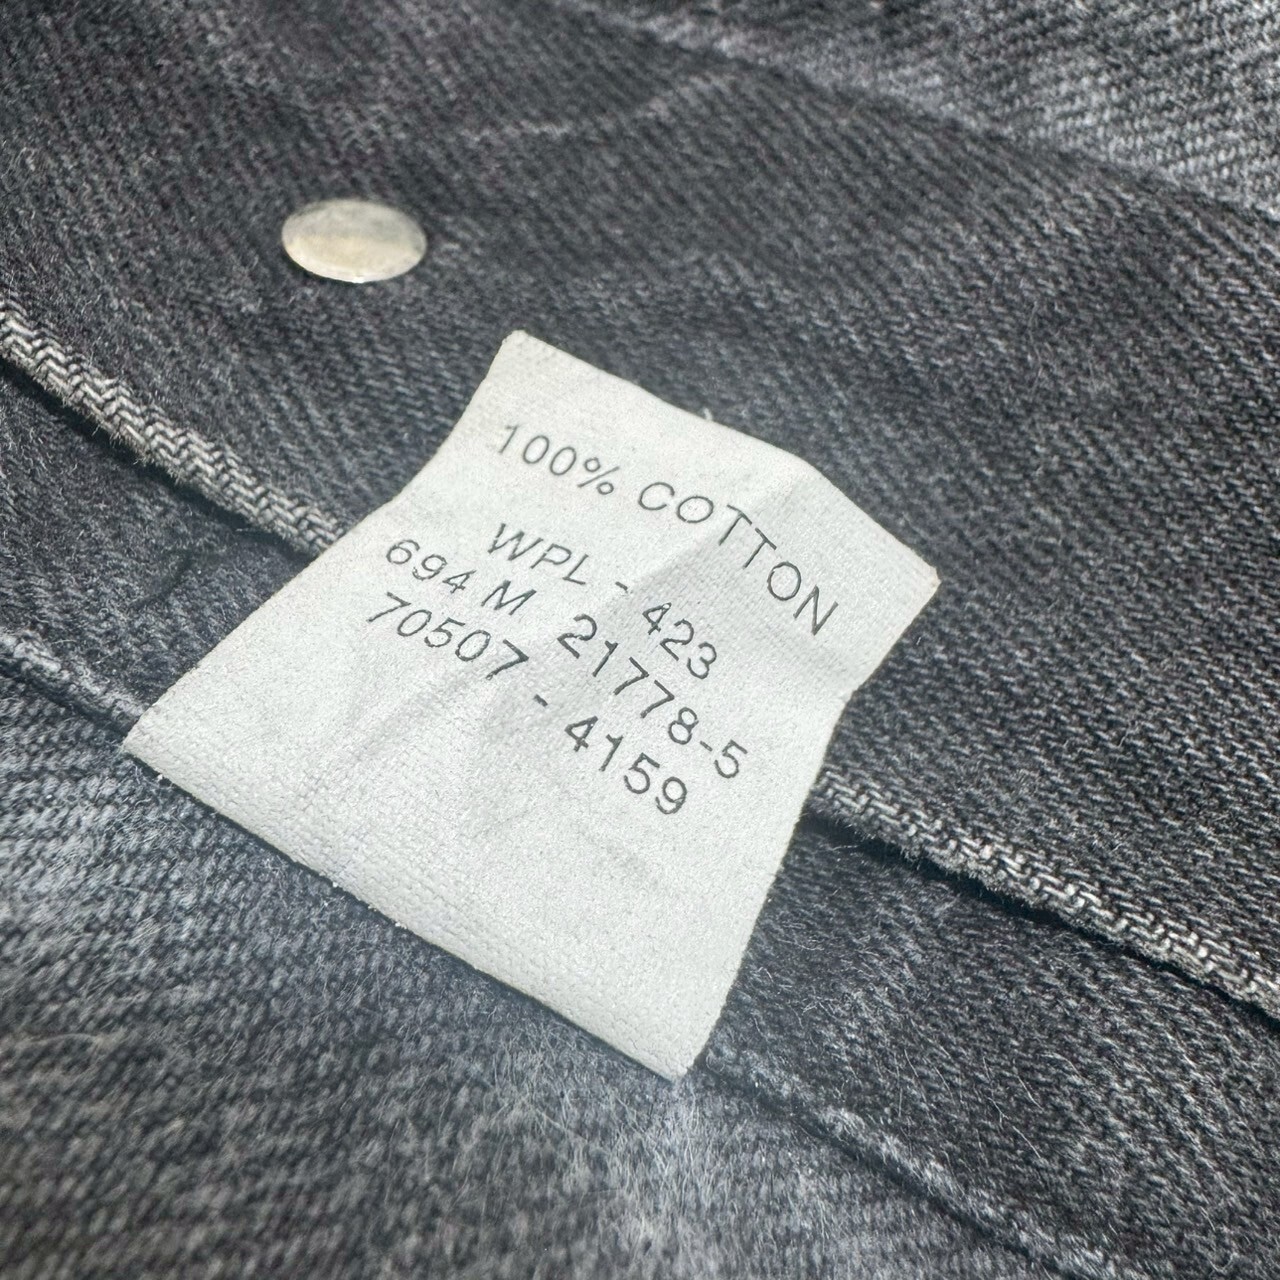 100% COTTON
WPL - 423
694 M 21778-5
70507 - 4159